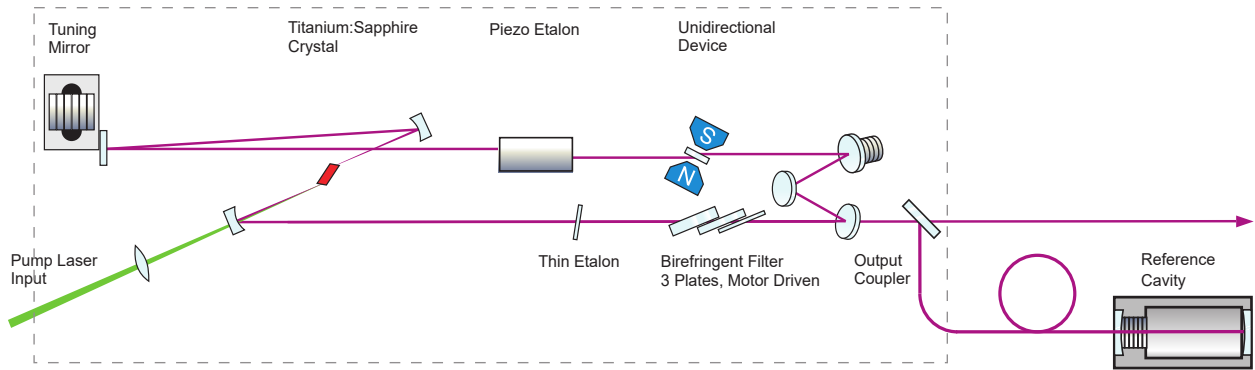 Tuning
Mirror
Titanium:Sapphire
Crystal
Piezo Etalon
Unidirectional
Device
S
N
Pump Laser
Input
Thin Etalon
Birefringent Filter
3 Plates, Motor Driven
Output
Coupler
Reference
Cavity